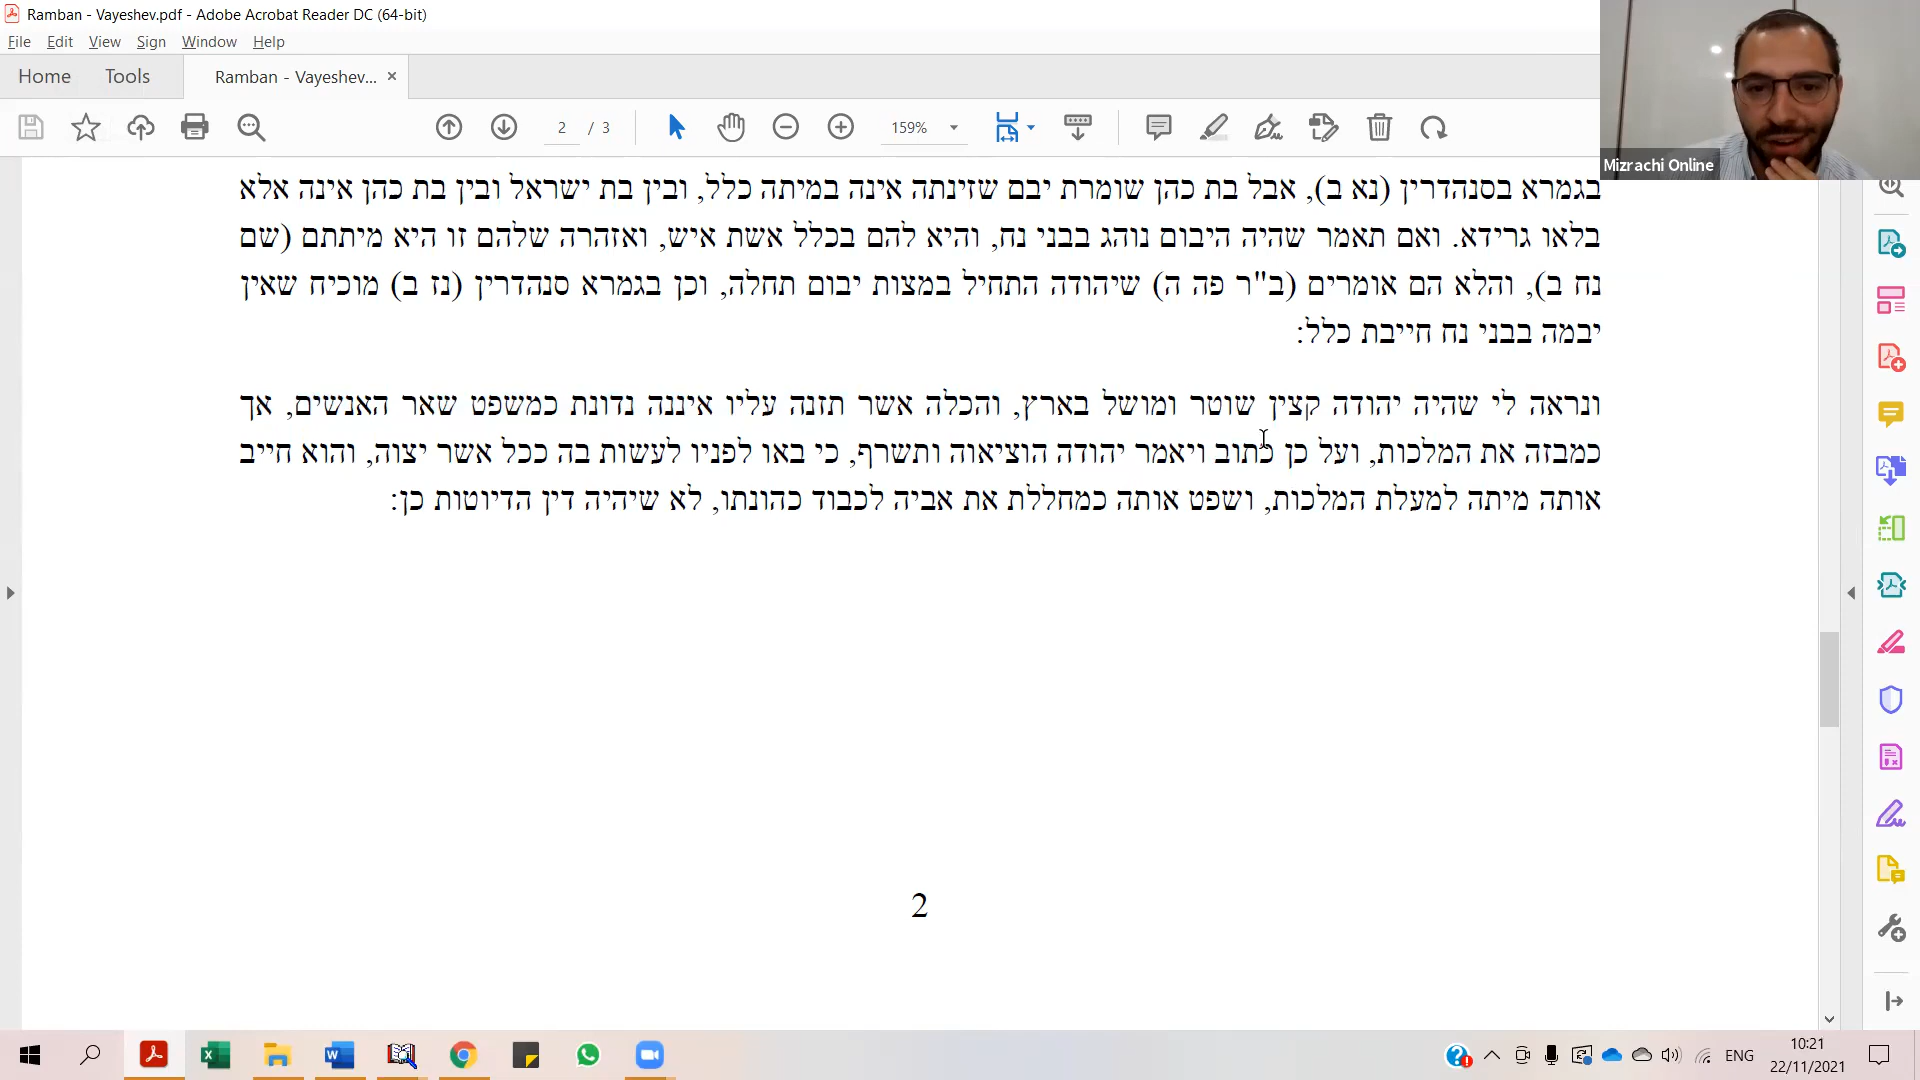 Ramban - Vayeshev.pdf - Adobe Acrobat Reader DC (64-bit)
File Edit View Sign Window Help
Home Tools Ramban - Vayeshev... ×
2 / 3 159%
Mizrachi Online
בגמרא בסנהדרין (נא ב), אבל בת כהן שומרת יבם שזינתה אינה במיתה כלל, ובין בת ישראל ובין בת כהן אינה אלא
בלאו גרידא. ואם תאמר שהיה היבום נוהג בבני נח, והיא להם בכלל אשת איש, ואזהרה שלהם זו היא מיתתם (שם
נח ב), והלא הם אומרים (ב"ר פה ה) שיהודה התחיל במצות יבום תחלה, וכן בגמרא סנהדרין (נז ב) מוכיח שאין
יבמה בבני נח חייבת כלל:
ונראה לי שהיה יהודה קצין שוטר ומושל בארץ, והכלה אשר תזנה עליו איננה נדונת כמשפט שאר האנשים, אך
כמבזה את המלכות, ועל כן כתוב ויאמר יהודה הוציאוה ותשרף, כי באו לפניו לעשות בה ככל אשר יצוה, והוא חייב
אותה מיתה למעלת המלכות, ושפט אותה כמחללת את אביה לכבוד כהונתו, לא שיהיה דין הדיוטות כן:
2
ENG
10:21
22/11/2021